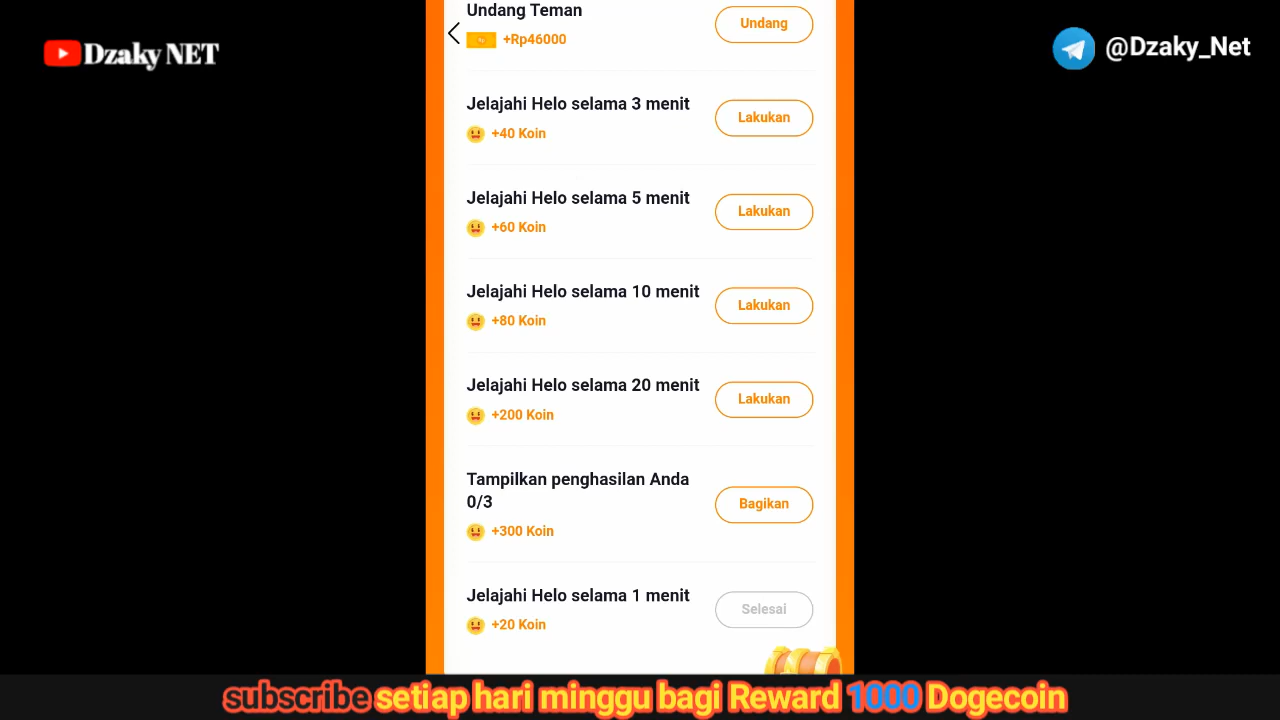 Dzaky NET
@Dzaky_Net
Undang Teman
+Rp46000
Undang
Jelajahi Helo selama 3 menit
+40 Koin
Lakukan
Jelajahi Helo selama 5 menit
+60 Koin
Lakukan
Jelajahi Helo selama 10 menit
+80 Koin
Lakukan
Jelajahi Helo selama 20 menit
+200 Koin
Lakukan
Tampilkan penghasilan Anda
0/3
+300 Koin
Bagikan
Jelajahi Helo selama 1 menit
+20 Koin
Selesai
subscribe setiap hari minggu bagi Reward 1000 Dogecoin